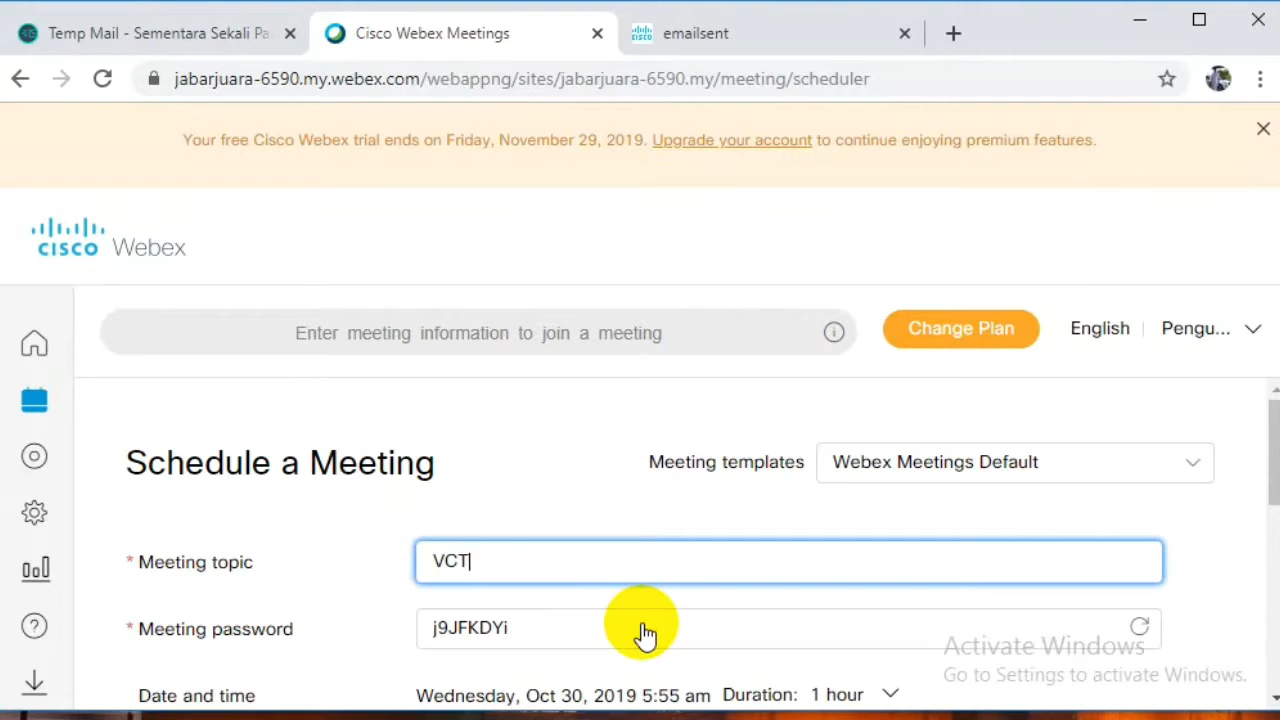 Temp Mail - Sementara Sekali Pa
Cisco Webex Meetings
emailsent
jabarjuara-6590.my.webex.com/webappng/sites/jabarjuara-6590.my/meeting/scheduler
Your free Cisco Webex trial ends on Friday, November 29, 2019. Upgrade your account to continue enjoying premium features.
CISCO Webex
Enter meeting information to join a meeting
Change Plan
English
Pengu...
Schedule a Meeting
Meeting templates
Webex Meetings Default
* Meeting topic
VCT
* Meeting password
j9JFKDYi
Date and time
Wednesday, Oct 30, 2019 5:55 am
Duration: 1 hour
Activate Windows
Go to Settings to activate Windows.